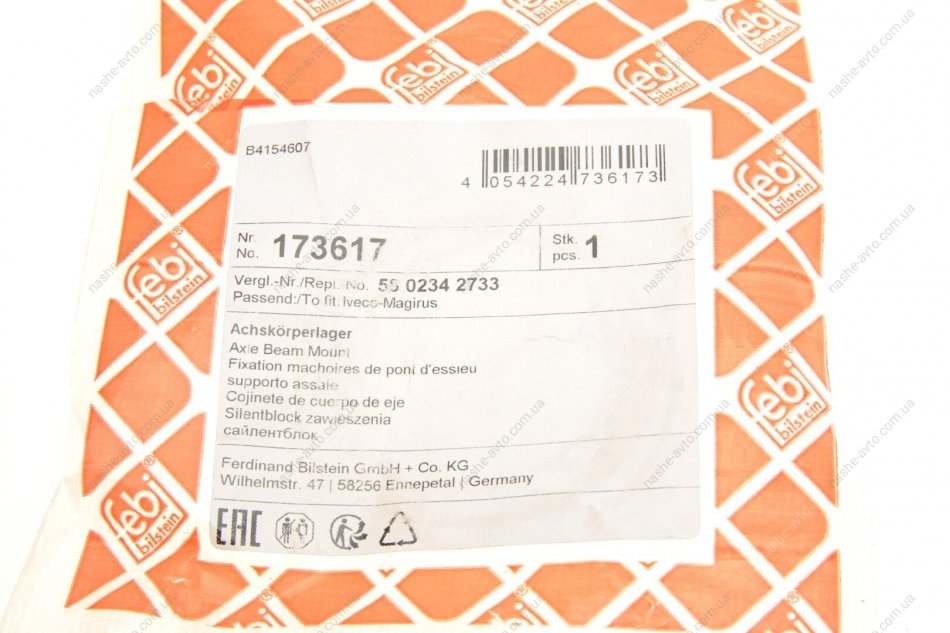 febi
bilstein
B4154607
4 054224 736173
Nr.
No. 173617
Stk.
pcs. 1
Vergl.-Nr./Repl.-No. 0234 2733
Passend:/To fit:Iveco-Magirus
Achskörperlager
Axle Beam Mount
Fixation machoires de pont d'essieu
supporto assale
Cojinete de cuerpo de eje
Silentblock zawieszenia
сайлентблок
Ferdinand Bilstein GmbH + Co. KG
Wilhelmstr. 47 | 58256 Ennepetal | Germany
EAC
nashe-avto.com.ua